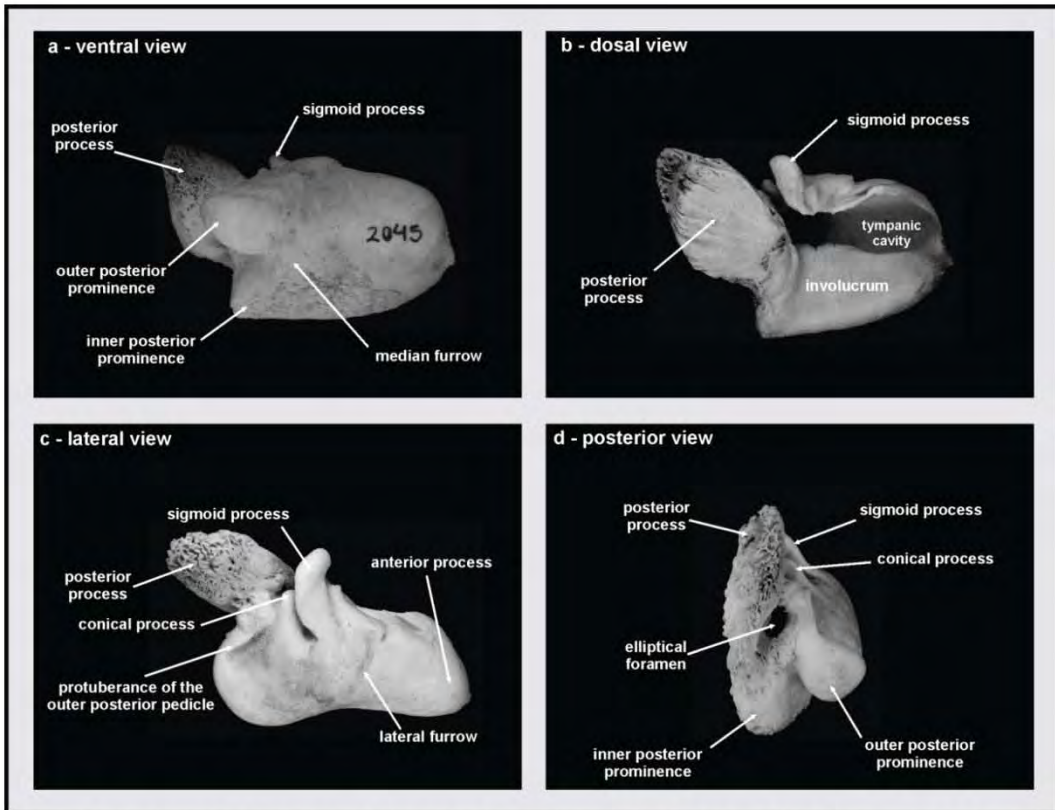 a - ventral view
sigmoid process
posterior
process
2045
outer posterior
prominence
inner posterior
prominence
median furrow
b - dosal view
sigmoid process
tympanic
cavity
posterior
process
involucrum
c - lateral view
sigmoid process
anterior process
posterior
process
conical process
protuberance of the
outer posterior pedicle
lateral furrow
d - posterior view
posterior
process
sigmoid process
conical process
elliptical
foramen
inner posterior
prominence
outer posterior
prominence